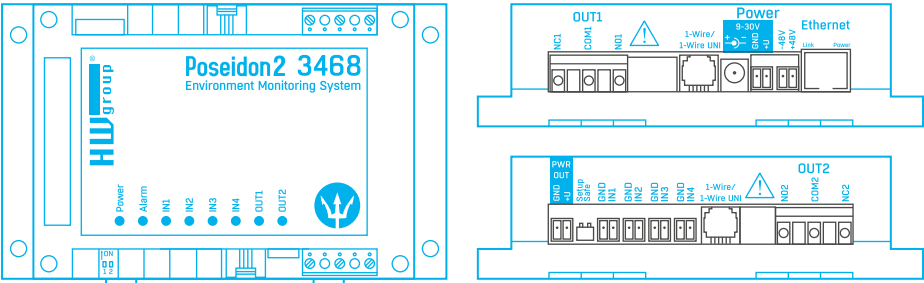 HW group
®
Poseidon2 3468
Environment Monitoring System
Power
Alarm
IN1
IN2
IN3
IN4
OUT1
OUT2
↑ON
1 2
OUT1
NC1
COM1
NO1
1-Wire/
1-Wire UNI
Power
9-30V
+ -
GND
+U
-48V
+48V
Ethernet
Link
Power
PWR
OUT
GND
+U
Setup
Safe
GND
IN1
GND
IN2
GND
IN3
GND
IN4
1-Wire/
1-Wire UNI
OUT2
NO2
COM2
NC2